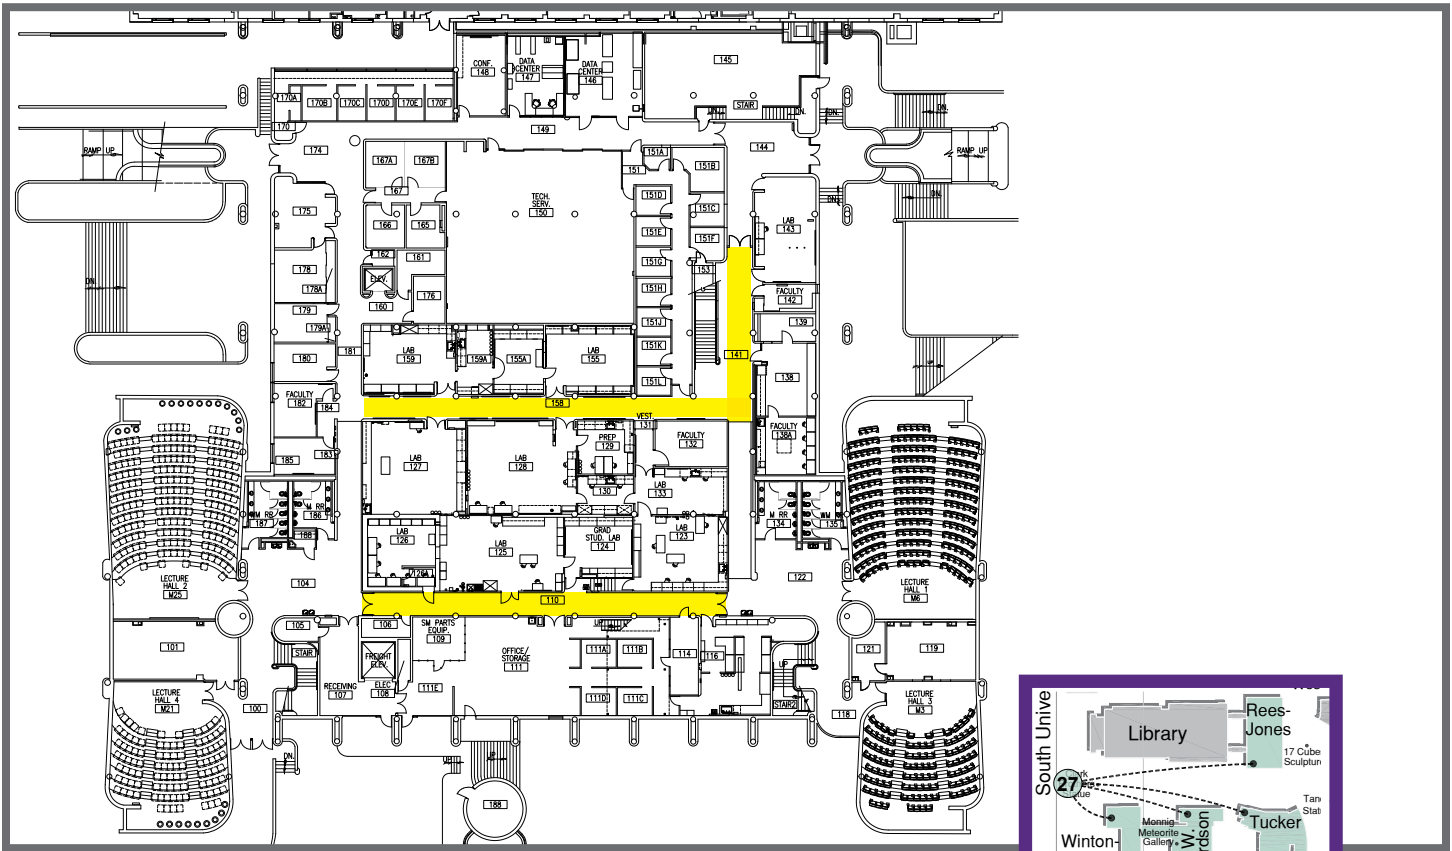 CONF.
148
DATA
CENTER
147
DATA
CENTER
146
145
STAIR
DN.
DN.
DN.
DN.
170A
170B
170C
170D
170E
170F
170
149
174
144
RAMP UP
RAMP UP
DN.
DN.
167A
167B
167
151A
151
151B
151D
151C
TECH.
SERV.
150
175
166
165
151E
151F
LAB
143
162
161
151G
153
178
178A
ELEV.
151H
FACULTY
142
DN.
160
176
179
179A
151J
139
181
LAB
159
159A
155A
LAB
155
151K
141
180
151L
138
DN.
FACULTY
182
184
158
VEST.
131
183
185
LAB
127
LAB
128
PREP
129
FACULTY
132
FACULTY
138A
130
LAB
133
WM RR
187
M RR
186
188
M RR
134
135
LAB
126
LAB
125
GRAD
STUD. LAB
124
LAB
123
LECTURE
HALL 2
M25
104
122
LECTURE
HALL 1
M6
110
105
106
SM PARTS
EQUIP.
109
UP
101
STAIR
FREIGHT
ELEV.
OFFICE/
STORAGE
111
111A
111B
114
116
121
119
UP
LECTURE
HALL 4
M21
RECEIVING
107
ELEC
108
111E
111D
111C
STAIR2
LECTURE
HALL 3
M3
100
118
DN.
UP
188
South Unive
Library
Rees-
Jones
17 Cube
Sculpture
27
Monnig
Meteorite
Gallery
W.
rdson
Tucker
Winton-